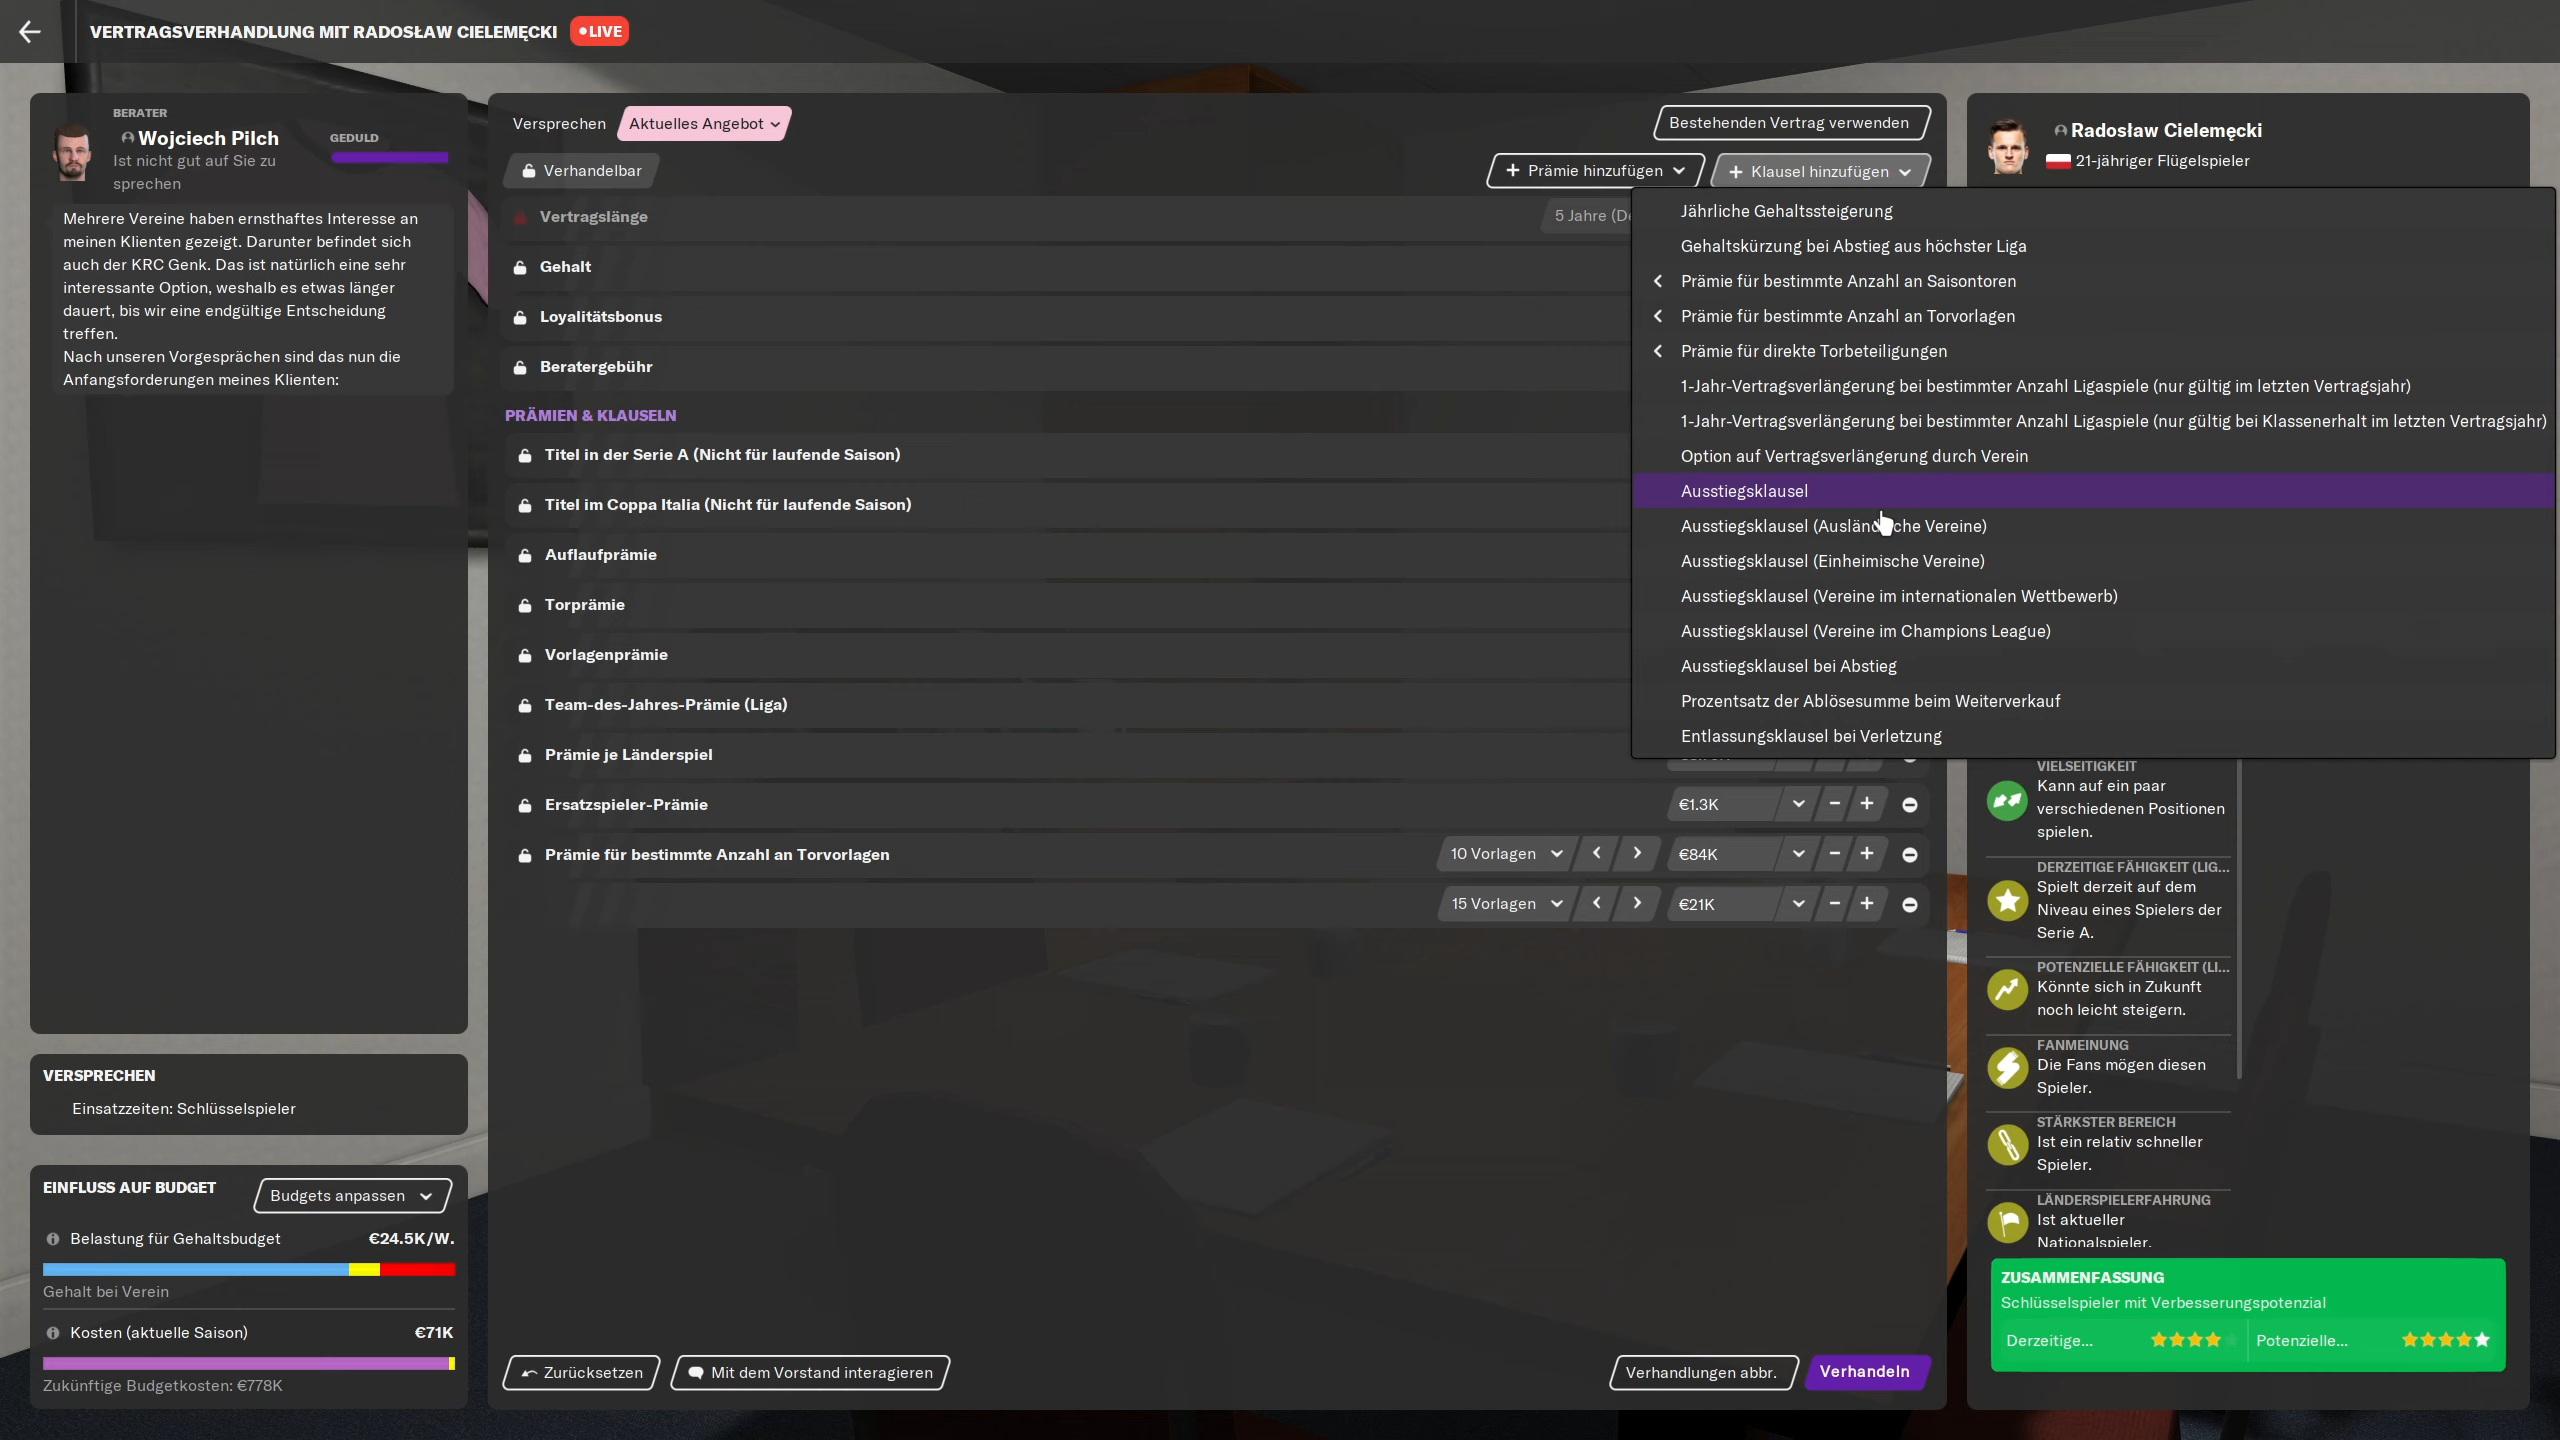 VERTRAGSVERHANDLUNG MIT RADOSŁAW CIELEMĘCKI
LIVE
BERATER
Wojciech Pilch
Ist nicht gut auf Sie zu
sprechen
GEDULD
Mehrere Vereine haben ernsthaftes Interesse an
meinen Klienten gezeigt. Darunter befindet sich
auch der KRC Genk. Das ist natürlich eine sehr
interessante Option, weshalb es etwas länger
dauert, bis wir eine endgültige Entscheidung
treffen.
Nach unseren Vorgesprächen sind das nun die
Anfangsforderungen meines Klienten:
VERSPRECHEN
Einsatzzeiten: Schlüsselspieler
EINFLUSS AUF BUDGET
Budgets anpassen
Belastung für Gehaltsbudget €24.5K/W.
Gehalt bei Verein
Kosten (aktuelle Saison) €71K
Zukünftige Budgetkosten: €778K
Versprechen Aktuelles Angebot
Bestehenden Vertrag verwenden
Verhandelbar
Prämie hinzufügen
Klausel hinzufügen
Vertragslänge 5 Jahre
Gehalt
Loyalitätsbonus
Beratergebühr
PRÄMIEN & KLAUSELN
Titel in der Serie A (Nicht für laufende Saison)
Titel im Coppa Italia (Nicht für laufende Saison)
Auflaufprämie
Torprämie
Vorlagenprämie
Team-des-Jahres-Prämie (Liga)
Prämie je Länderspiel
Ersatzspieler-Prämie €1.3K
Prämie für bestimmte Anzahl an Torvorlagen 10 Vorlagen €84K
15 Vorlagen €21K
Zurücksetzen
Mit dem Vorstand interagieren
Verhandlungen abbr.
Verhandeln
Jährliche Gehaltssteigerung
Gehaltskürzung bei Abstieg aus höchster Liga
Prämie für bestimmte Anzahl an Saisontoren
Prämie für bestimmte Anzahl an Torvorlagen
Prämie für direkte Torbeteiligungen
1-Jahr-Vertragsverlängerung bei bestimmter Anzahl Ligaspiele (nur gültig im letzten Vertragsjahr)
1-Jahr-Vertragsverlängerung bei bestimmter Anzahl Ligaspiele (nur gültig bei Klassenerhalt im letzten Vertragsjahr)
Option auf Vertragsverlängerung durch Verein
Ausstiegsklausel
Ausstiegsklausel (Ausländische Vereine)
Ausstiegsklausel (Einheimische Vereine)
Ausstiegsklausel (Vereine im internationalen Wettbewerb)
Ausstiegsklausel (Vereine im Champions League)
Ausstiegsklausel bei Abstieg
Prozentsatz der Ablösesumme beim Weiterverkauf
Entlassungsklausel bei Verletzung
Radosław Cielemęcki
21-jähriger Flügelspieler
VIELSEITIGKEIT
Kann auf ein paar
verschiedenen Positionen
spielen.
DERZEITIGE FÄHIGKEIT (LIG...
Spielt derzeit auf dem
Niveau eines Spielers der
Serie A.
POTENZIELLE FÄHIGKEIT (LI...
Könnte sich in Zukunft
noch leicht steigern.
FANMEINUNG
Die Fans mögen diesen
Spieler.
STÄRKSTER BEREICH
Ist ein relativ schneller
Spieler.
LÄNDERSPIELERFAHRUNG
Ist aktueller
Nationalspieler.
ZUSAMMENFASSUNG
Schlüsselspieler mit Verbesserungspotenzial
Derzeitige...
Potenzielle...